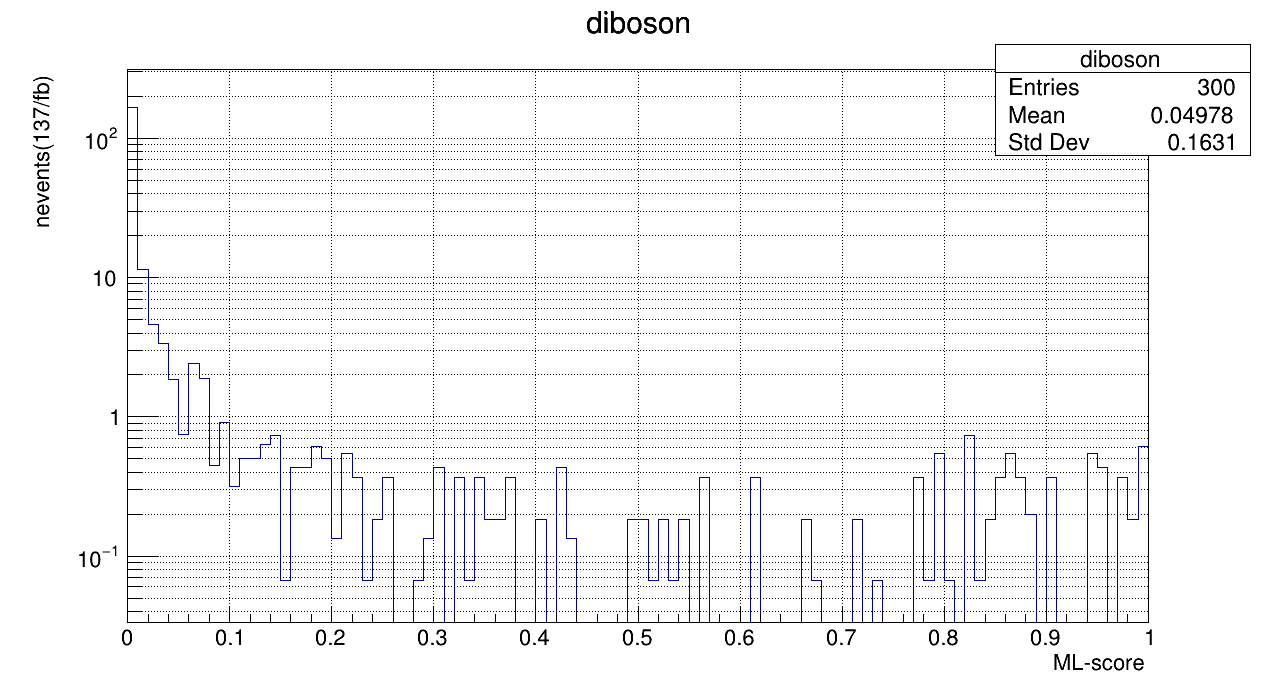 diboson
diboson
Entries 300
Mean 0.04978
Std Dev 0.1631
nevents(137/fb)
10²
10
1
10⁻¹
0 0.1 0.2 0.3 0.4 0.5 0.6 0.7 0.8 0.9 1
ML-score